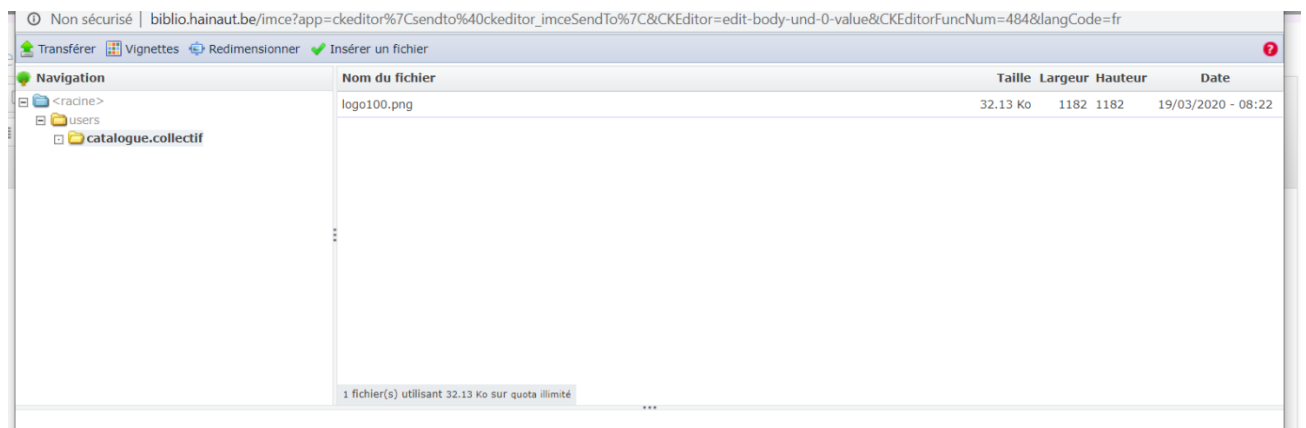 Non sécurisé | biblio.hainaut.be/imce?app=ckeditor%7Csendto%40ckeditor_imceSendTo%7C&CKEditor=edit-body-und-0-value&CKEditorFuncNum=484&langCode=fr
Transférer Vignettes Redimensionner Insérer un fichier
Navigation Nom du fichier Taille Largeur Hauteur Date
<racine> logo100.png 32.13 Ko 1182 1182 19/03/2020 - 08:22
users
catalogue.collectif
1 fichier(s) utilisant 32.13 Ko sur quota illimité